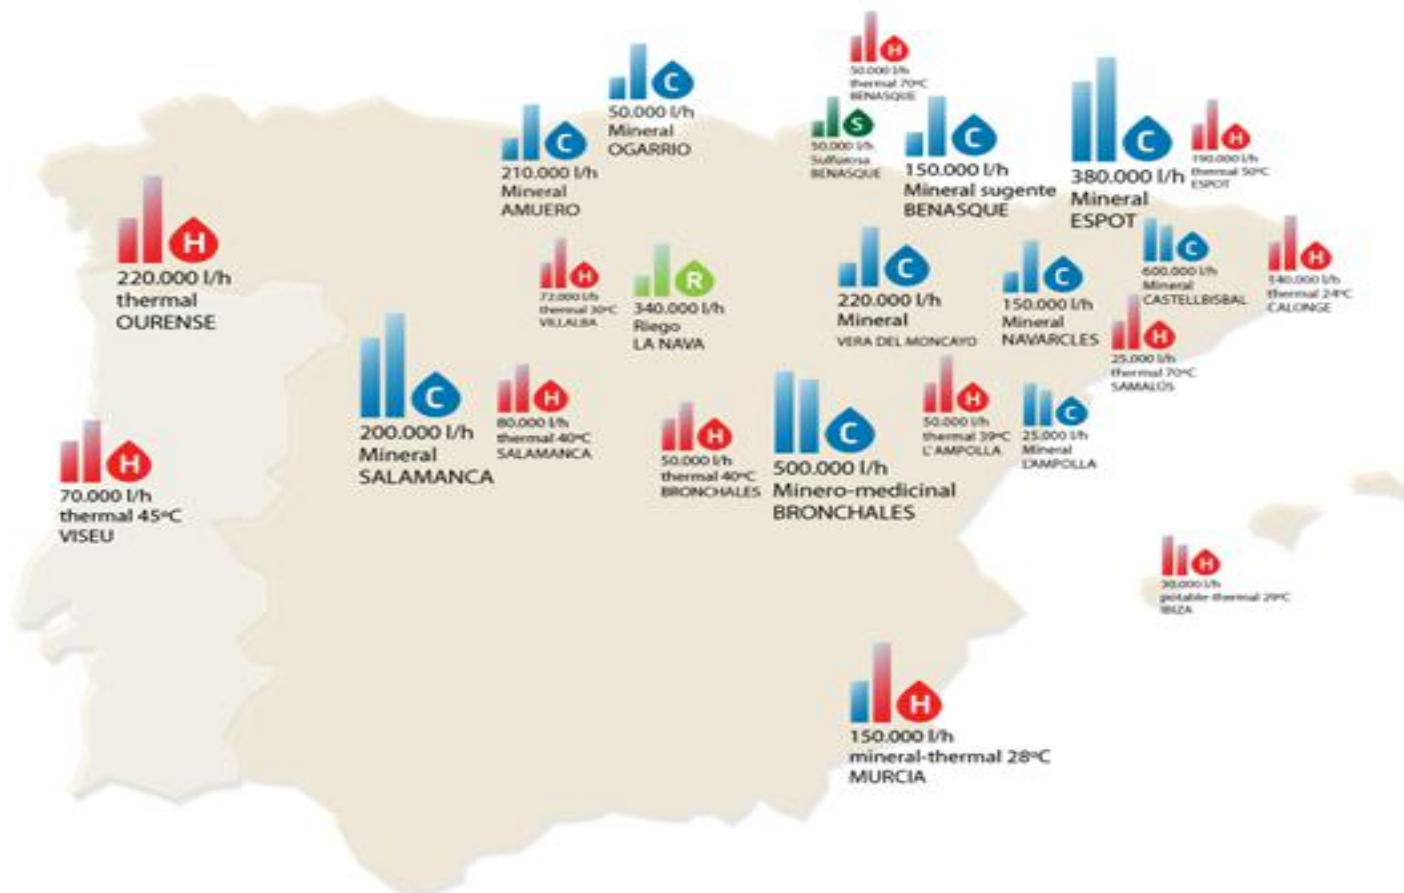 H
50.000 l/h
thermal 70ºC
BENASQUE
C
50.000 l/h
Mineral
OGARRIO
C
210.000 l/h
Mineral
AMUERO
S
50.000 l/h
Sulfurosa
BENASQUE
C
150.000 l/h
Mineral sugente
BENASQUE
C
380.000 l/h
Mineral
ESPOT
H
190.000 l/h
thermal 50ºC
ESPOT
H
220.000 l/h
thermal
OURENSE
H
72.000 l/h
thermal 30ºC
VILLALBA
R
340.000 l/h
Riego
LA NAVA
C
220.000 l/h
Mineral
VERA DEL MONCAYO
C
150.000 l/h
Mineral
NAVARCLES
C
600.000 l/h
Mineral
CASTELLBISBAL
H
140.000 l/h
thermal 24ºC
CALONGE
H
25.000 l/h
thermal 70ºC
SAMALÚS
C
200.000 l/h
Mineral
SALAMANCA
H
80.000 l/h
thermal 40ºC
SALAMANCA
H
50.000 l/h
thermal 40ºC
BRONCHALES
C
500.000 l/h
Minero-medicinal
BRONCHALES
H
50.000 l/h
thermal 39ºC
L'AMPOLLA
C
25.000 l/h
Mineral
L'AMPOLLA
H
70.000 l/h
thermal 45ºC
VISEU
H
30.000 l/h
potable-thermal 29ºC
IBIZA
H
150.000 l/h
mineral-thermal 28ºC
MURCIA